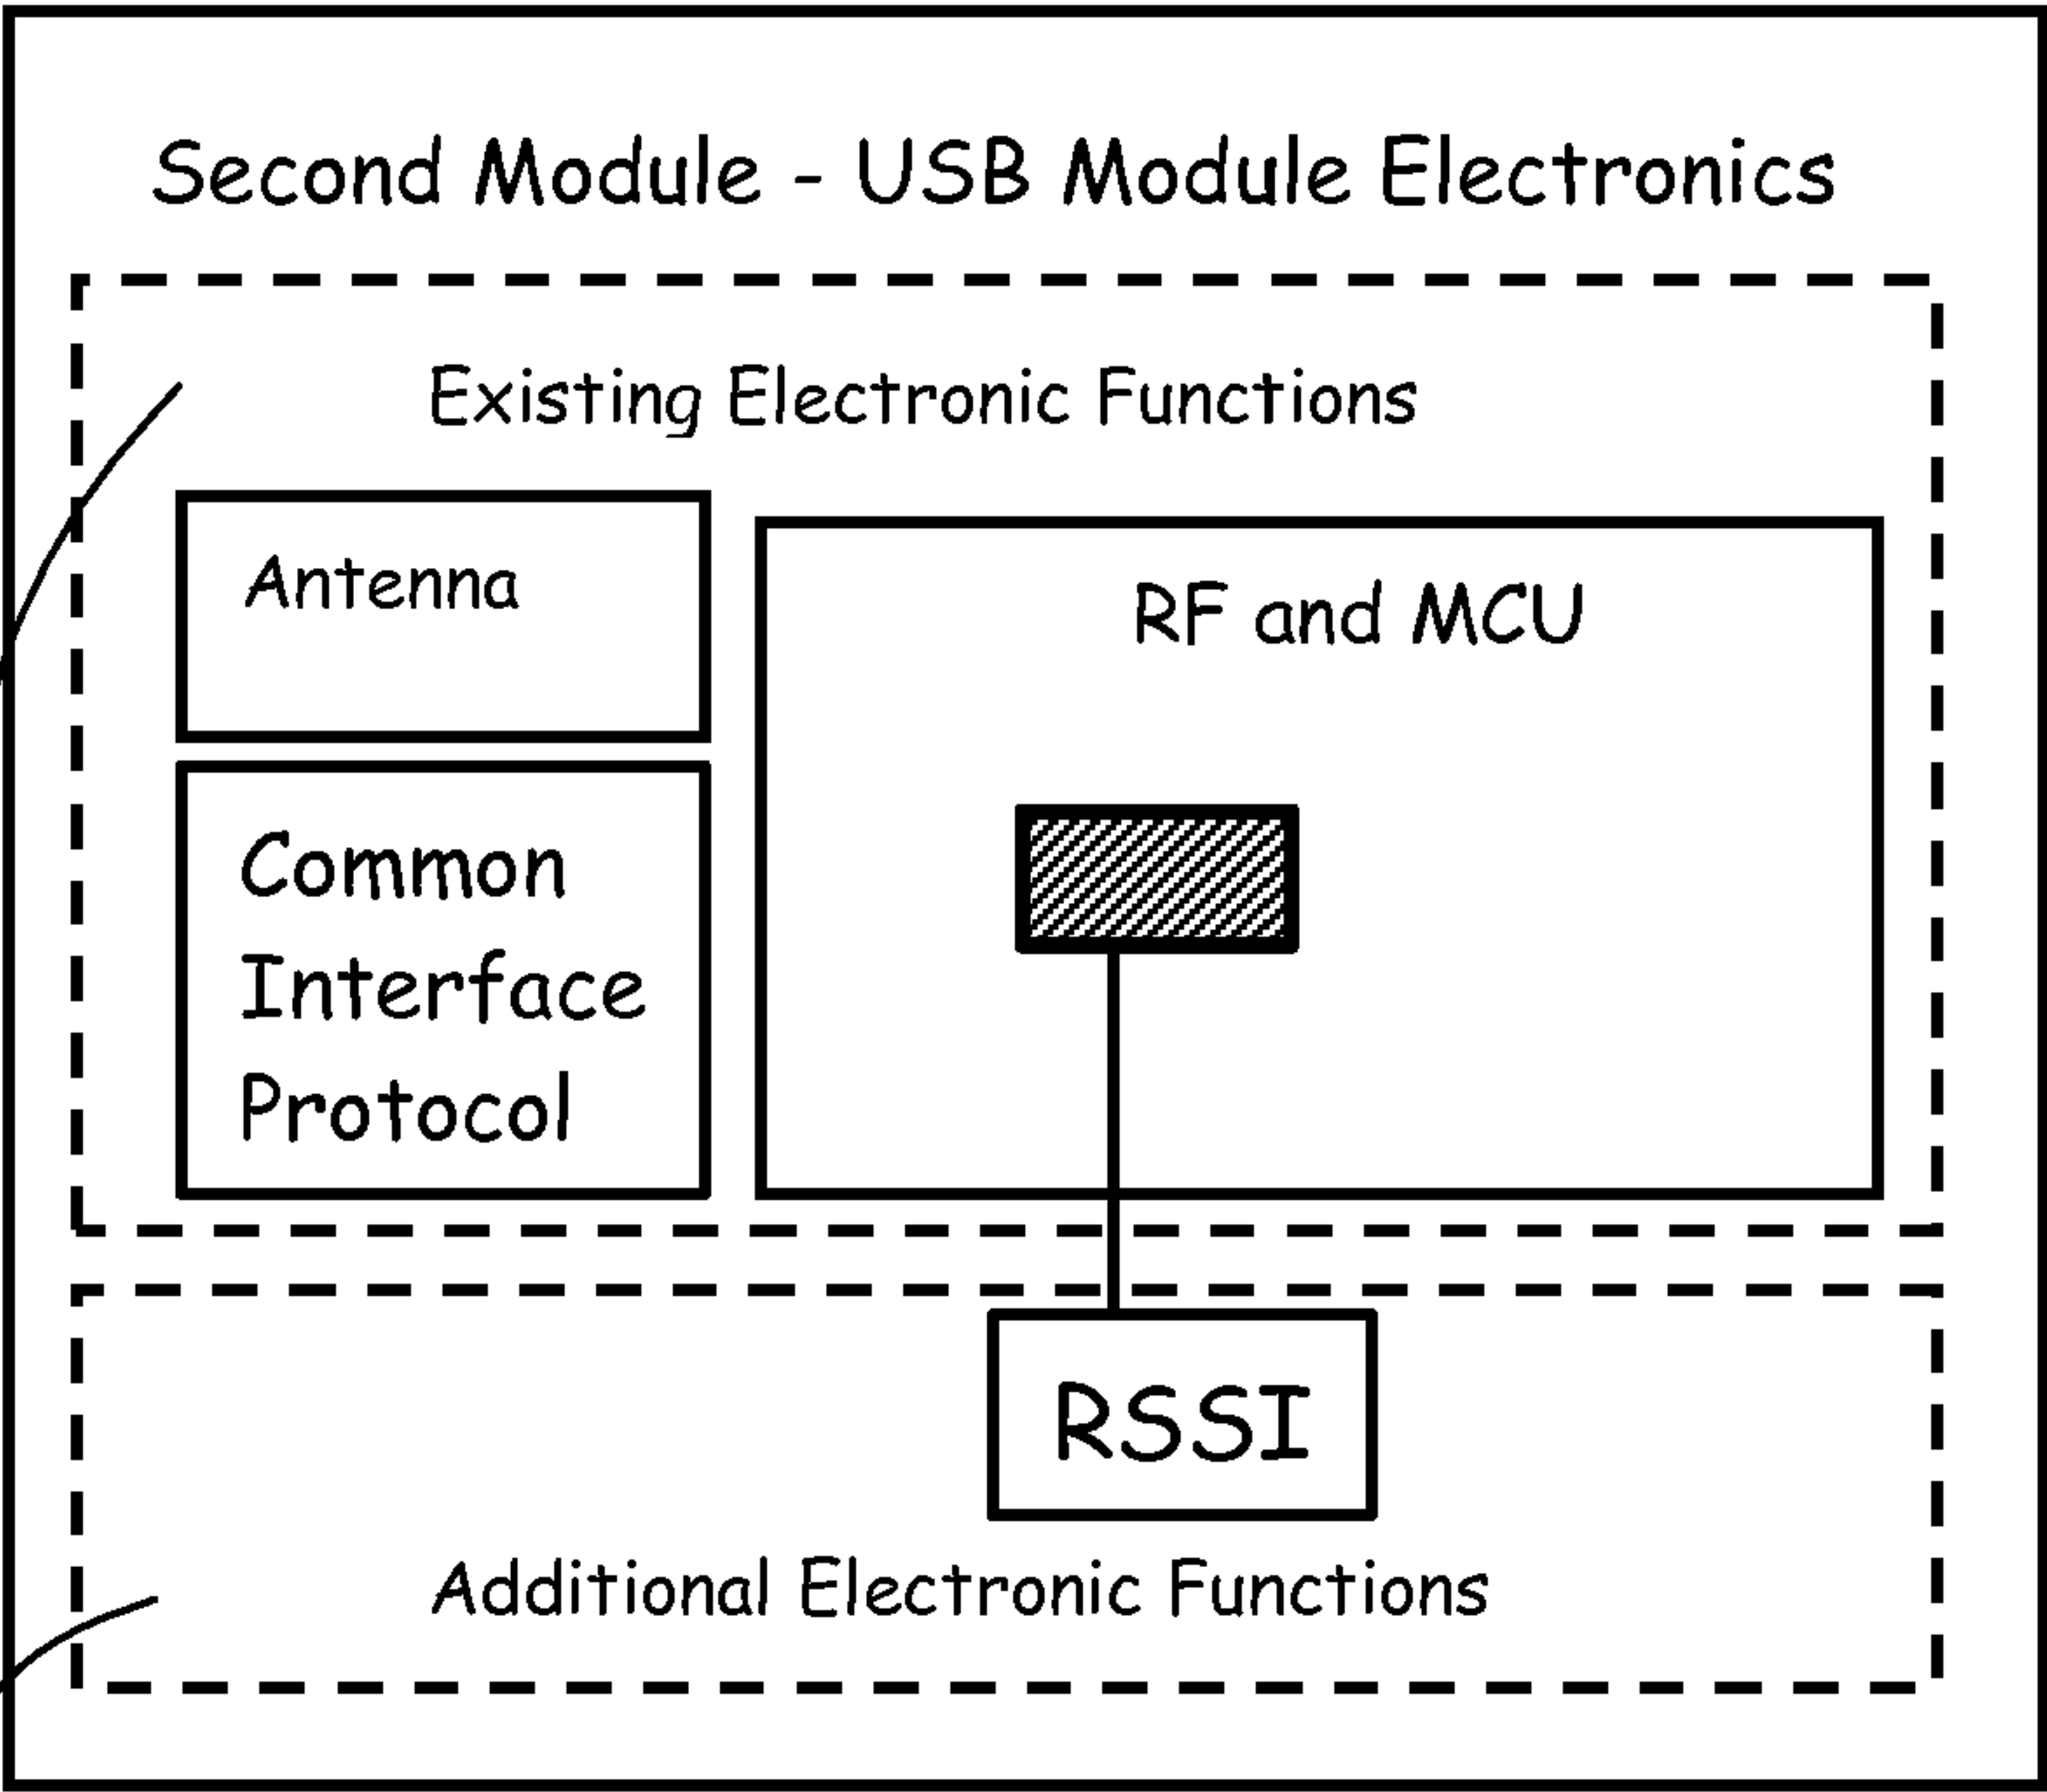 Second Module - USB Module Electronics
Existing Electronic Functions
Antenna
RF and MCU
Common
Interface
Protocol
RSSI
Additional Electronic Functions